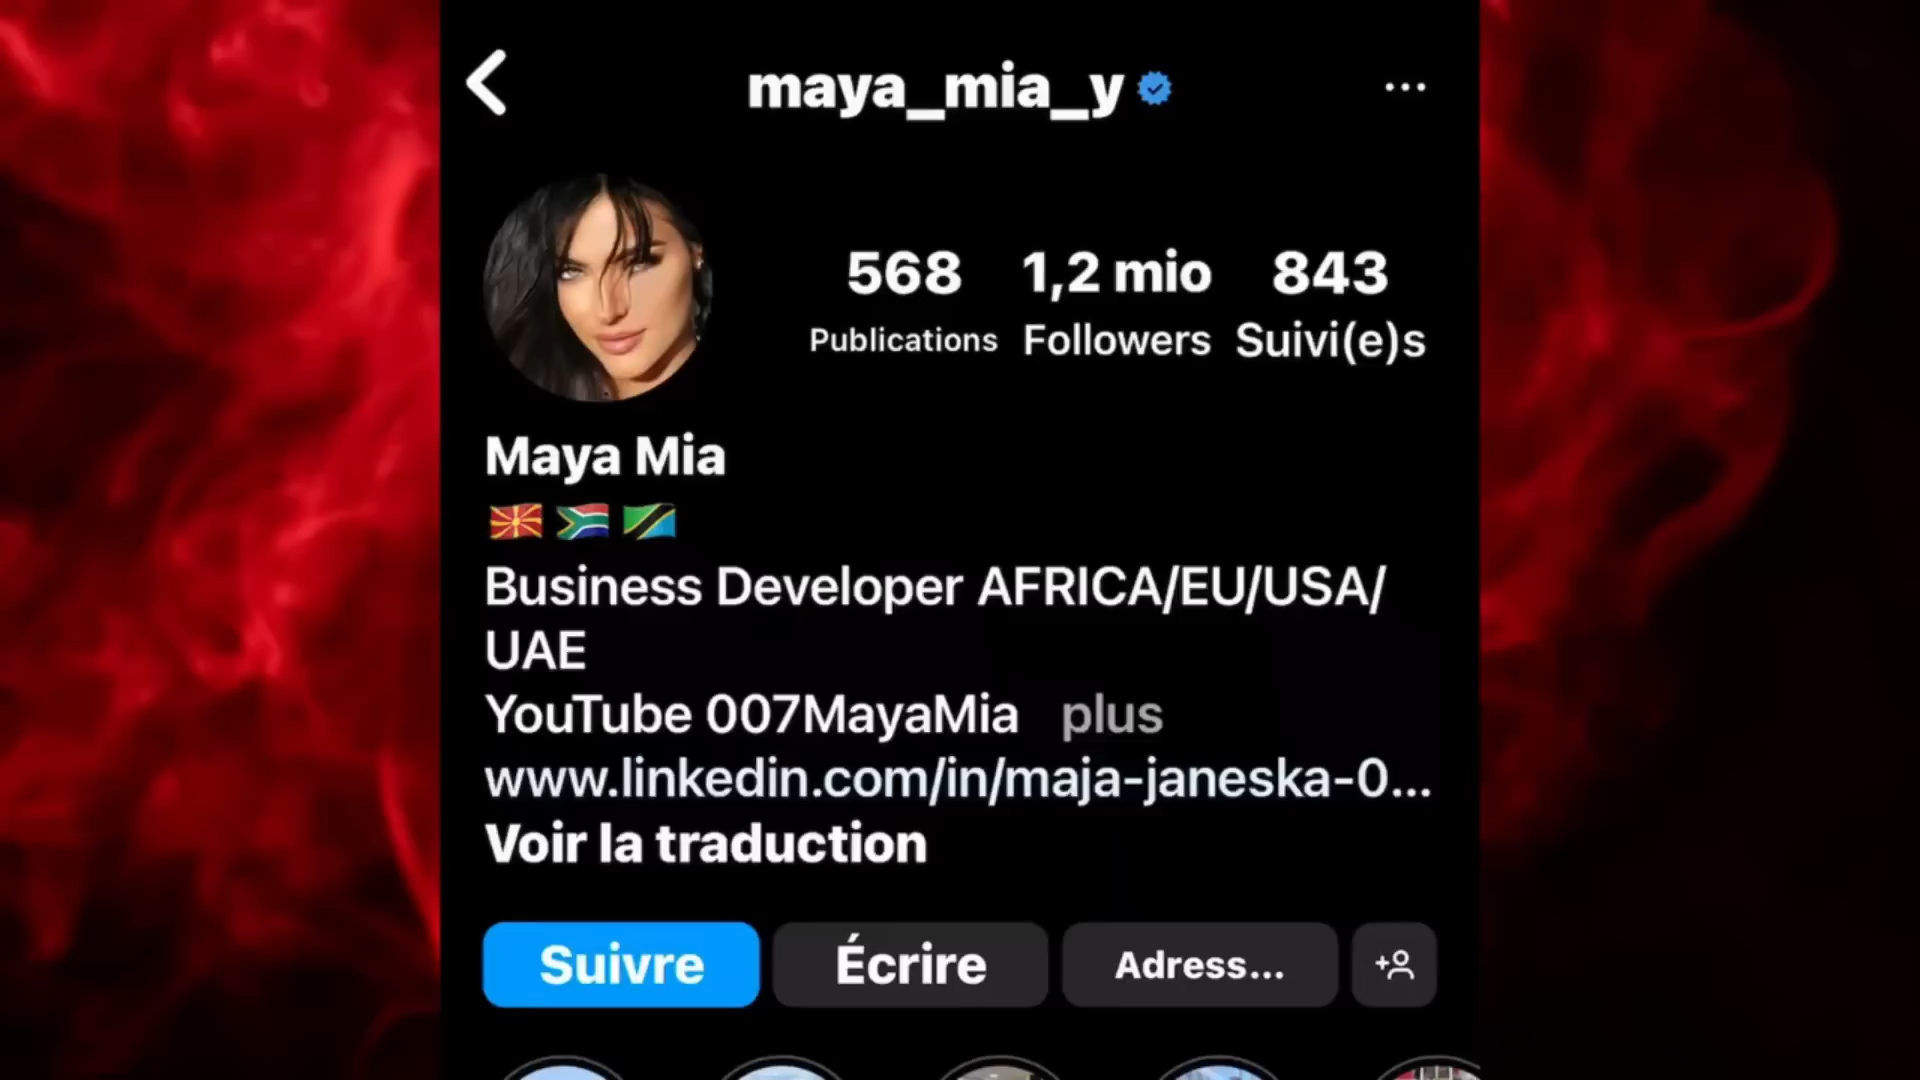 maya_mia_y
568 1,2 mio 843
Publications Followers Suivi(e)s
Maya Mia
Business Developer AFRICA/EU/USA/
UAE
YouTube 007MayaMia plus
www.linkedin.com/in/maja-janeska-0...
Voir la traduction
Suivre Écrire Adress...